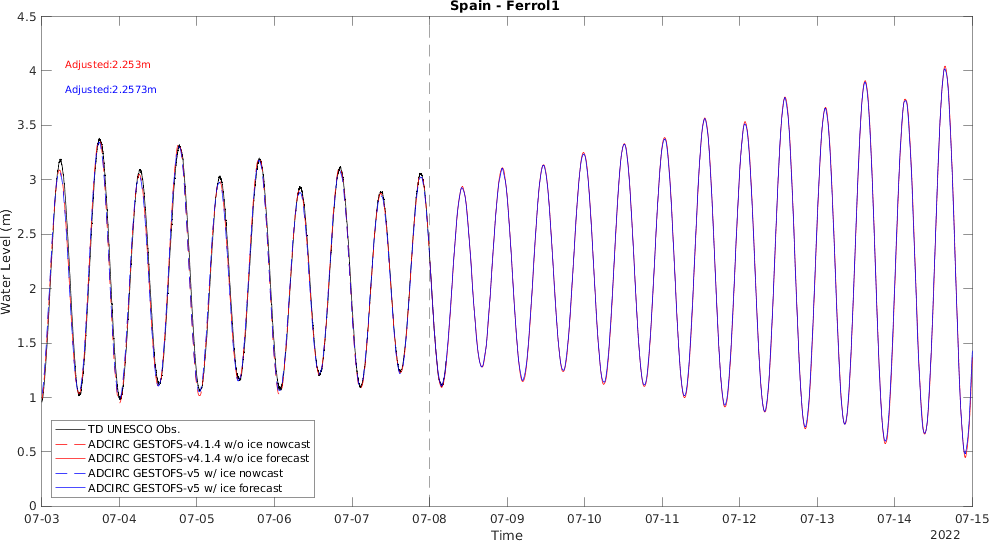 Spain - Ferrol1
4.5
4
3.5
3
2.5
2
1.5
1
0.5
0
Water Level (m)
Adjusted:2.253m
Adjusted:2.2573m
TD UNESCO Obs.
ADCIRC GESTOFS-v4.1.4 w/o ice nowcast
ADCIRC GESTOFS-v4.1.4 w/o ice forecast
ADCIRC GESTOFS-v5 w/ ice nowcast
ADCIRC GESTOFS-v5 w/ ice forecast
07-03 07-04 07-05 07-06 07-07 07-08 07-09 07-10 07-11 07-12 07-13 07-14 07-15
Time
2022